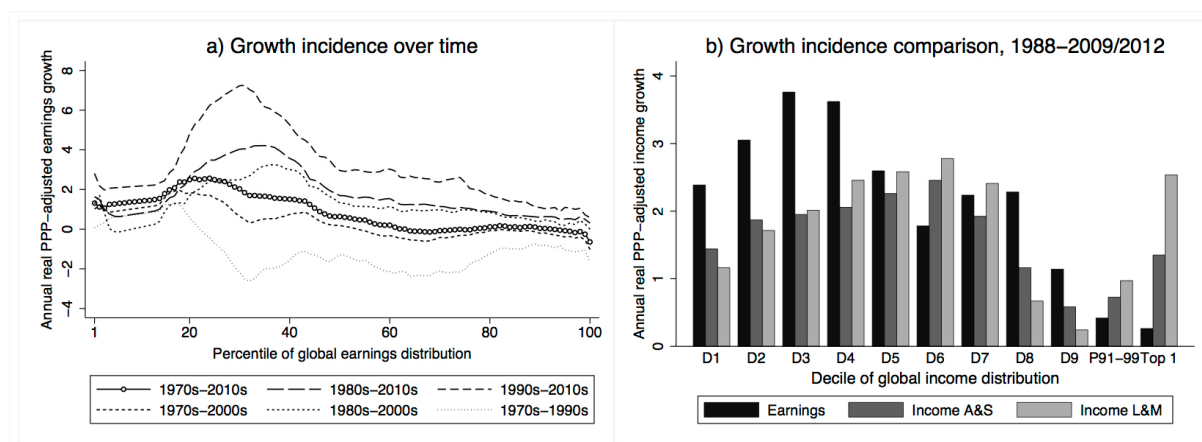 a) Growth incidence over time
Annual real PPP-adjusted earnings growth
8
6
4
2
0
−2
−4
1
20
40
60
80
100
Percentile of global earnings distribution
1970s−2010s
1980s−2010s
1990s−2010s
1970s−2000s
1980s−2000s
1970s−1990s
b) Growth incidence comparison, 1988−2009/2012
Annual real PPP-adjusted income growth
4
3
2
1
0
D1
D2
D3
D4
D5
D6
D7
D8
D9
P91−99
Top 1
Decile of global income distribution
Earnings
Income A&S
Income L&M